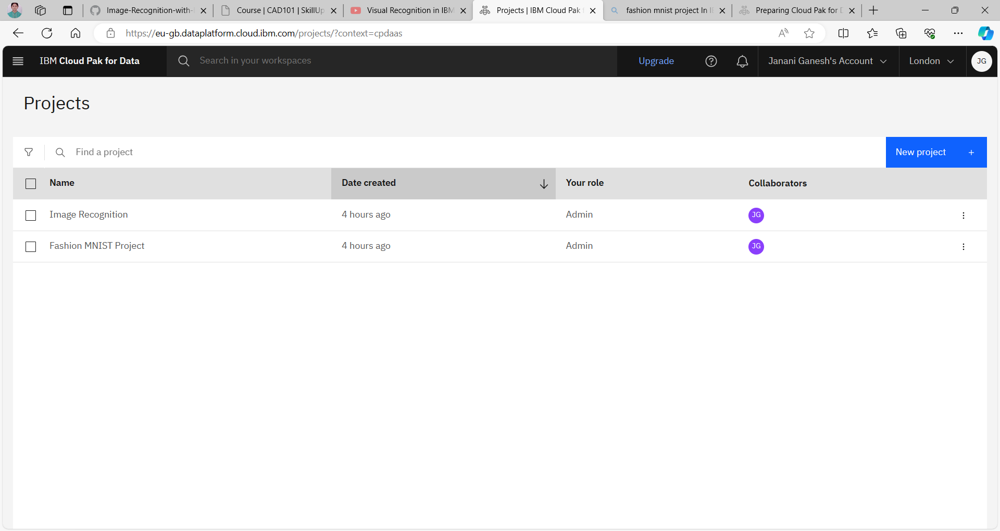 Image-Recognition-with-
Course | CAD101 | SkillUp
Visual Recognition in IBM
Projects | IBM Cloud Pak
fashion mnist project In
Preparing Cloud Pak for
https://eu-gb.dataplatform.cloud.ibm.com/projects/?context=cpdaas
IBM Cloud Pak for Data
Search in your workspaces
Upgrade
Janani Ganesh's Account
London
JG
Projects
Find a project
New project +
Name Date created Your role Collaborators
Image Recognition 4 hours ago Admin JG
Fashion MNIST Project 4 hours ago Admin JG